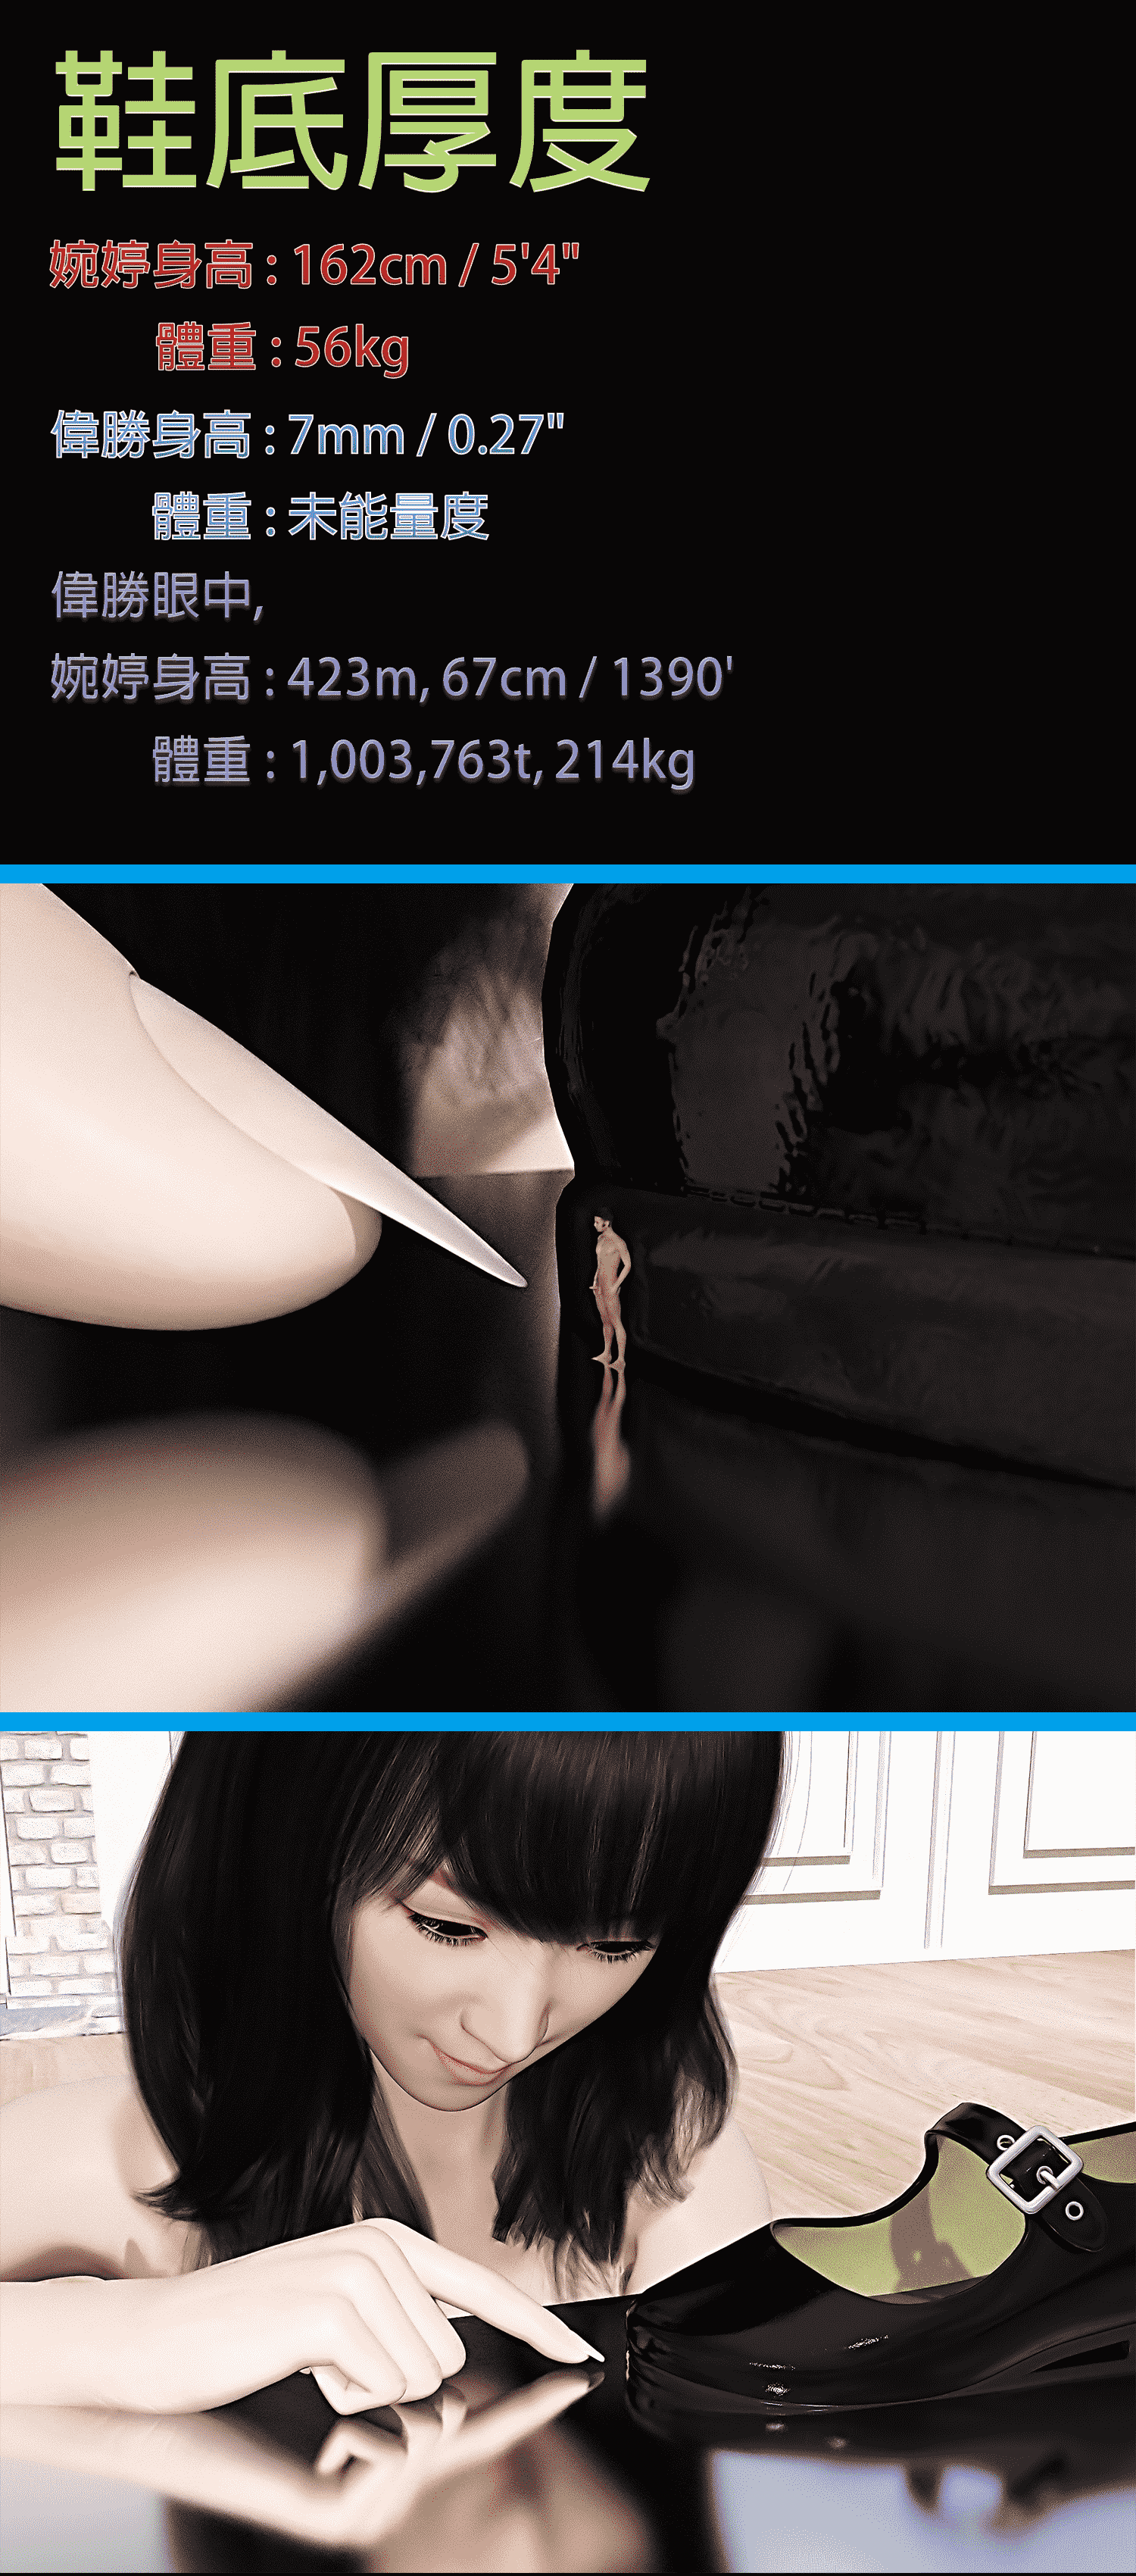 鞋底厚度
婉婷身高 : 162cm / 5'4"
體重 : 56kg
偉勝身高 : 7mm / 0.27"
體重 : 未能量度
偉勝眼中,
婉婷身高 : 423m, 67cm / 1390'
體重 : 1,003,763t, 214kg